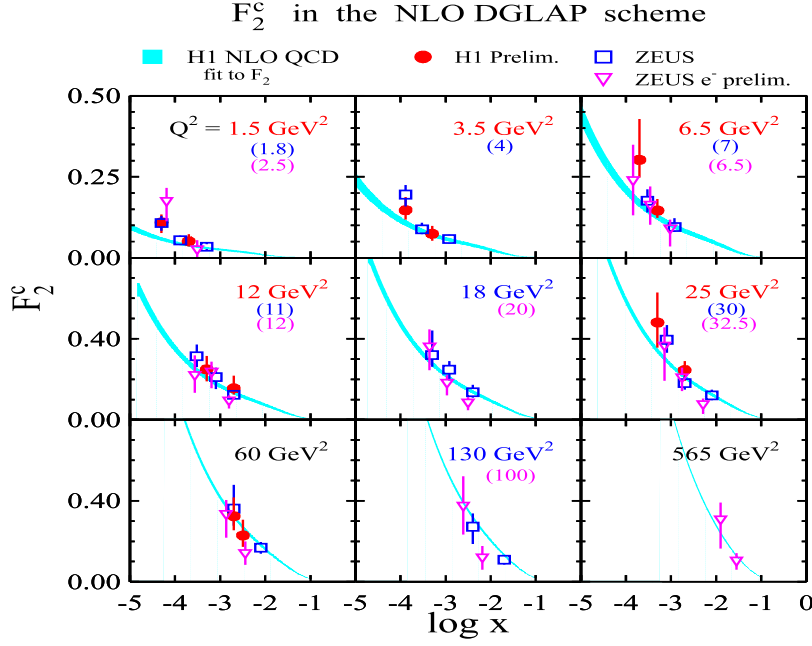 F₂ᶜ in the NLO DGLAP scheme
H1 NLO QCD
fit to F₂
H1 Prelim.
ZEUS
ZEUS e⁻ prelim.
F₂ᶜ
0.50
0.25
0.00
Q² = 1.5 GeV²
(1.8)
(2.5)
3.5 GeV²
(4)
6.5 GeV²
(7)
(6.5)
0.40
0.00
12 GeV²
(11)
(12)
18 GeV²
(20)
25 GeV²
(30)
(32.5)
0.40
0.00
60 GeV²
130 GeV²
(100)
565 GeV²
-5 -4 -3 -2 -1 -5 -4 -3 -2 -1 -5 -4 -3 -2 -1 0
log x